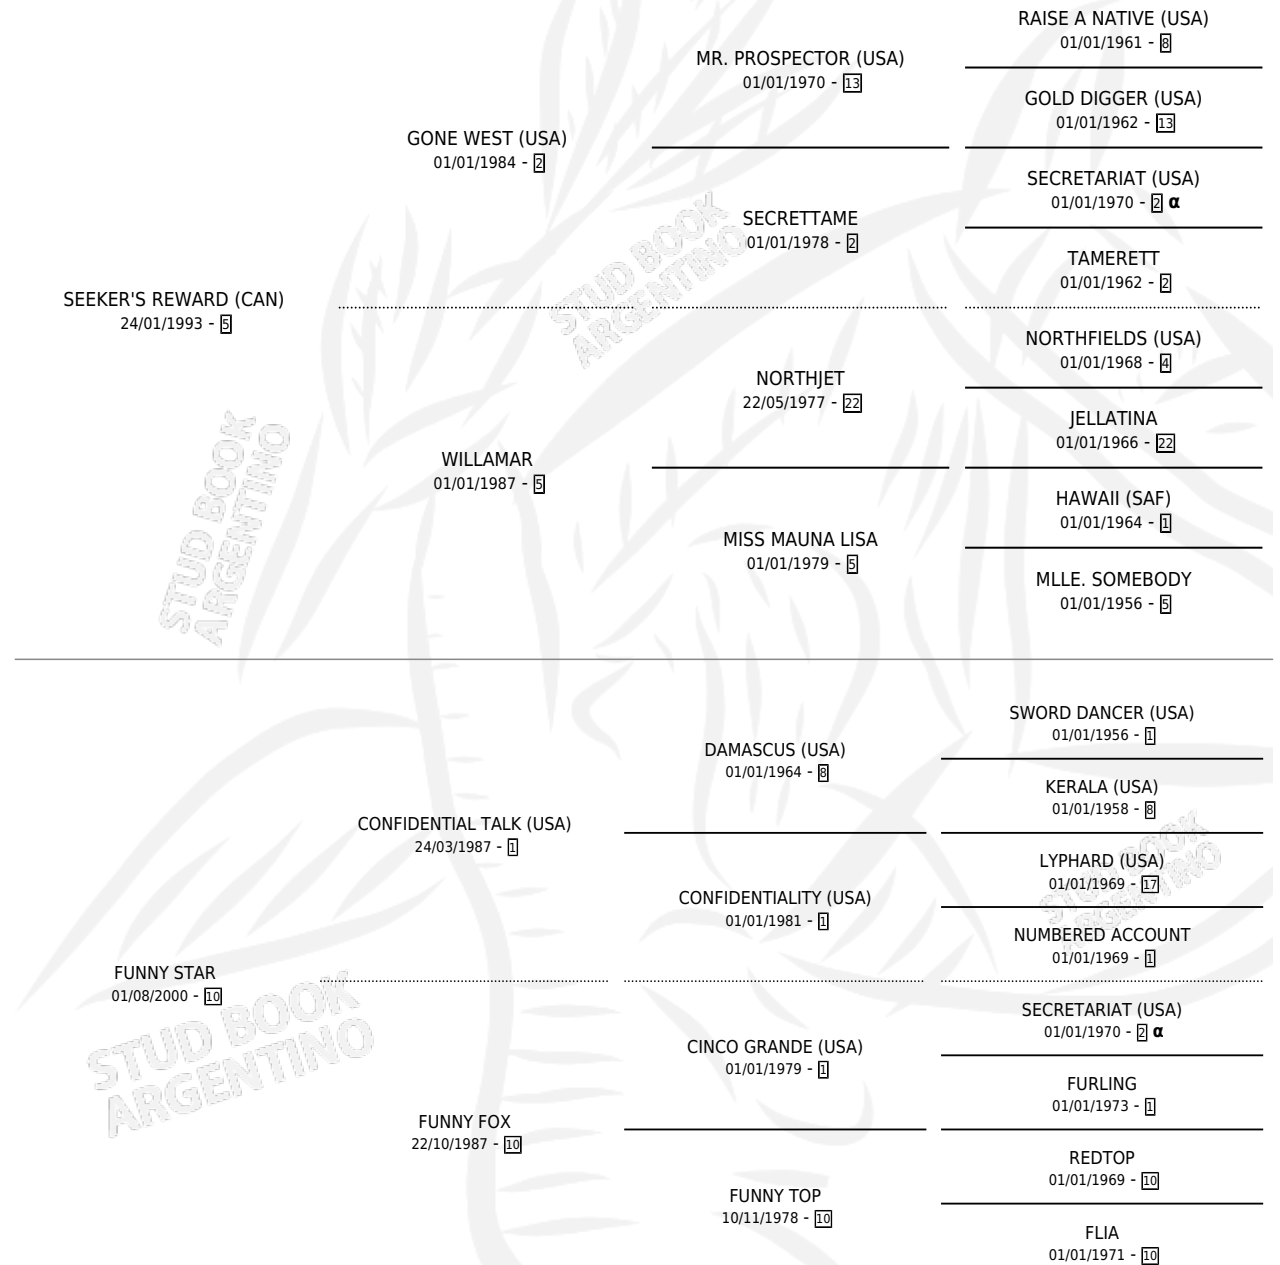 RAISE A NATIVE (USA)
01/01/1961 - 8
MR. PROSPECTOR (USA)
01/01/1970 - 13
GOLD DIGGER (USA)
01/01/1962 - 13
GONE WEST (USA)
01/01/1984 - 2
SECRETARIAT (USA)
01/01/1970 - 2 α
SECRETTAME
01/01/1978 - 2
TAMERETT
01/01/1962 - 2
SEEKER'S REWARD (CAN)
24/01/1993 - 5
NORTHFIELDS (USA)
01/01/1968 - 4
NORTHJET
22/05/1977 - 22
JELLATINA
01/01/1966 - 22
WILLAMAR
01/01/1987 - 5
HAWAII (SAF)
01/01/1964 - 1
MISS MAUNA LISA
01/01/1979 - 5
MLLE. SOMEBODY
01/01/1956 - 5
SWORD DANCER (USA)
01/01/1956 - 1
DAMASCUS (USA)
01/01/1964 - 8
KERALA (USA)
01/01/1958 - 8
CONFIDENTIAL TALK (USA)
24/03/1987 - 1
LYPHARD (USA)
01/01/1969 - 17
CONFIDENTIALITY (USA)
01/01/1981 - 1
NUMBERED ACCOUNT
01/01/1969 - 1
FUNNY STAR
01/08/2000 - 10
SECRETARIAT (USA)
01/01/1970 - 2 α
CINCO GRANDE (USA)
01/01/1979 - 1
FURLING
01/01/1973 - 1
FUNNY FOX
22/10/1987 - 10
REDTOP
01/01/1969 - 10
FUNNY TOP
10/11/1978 - 10
FLIA
01/01/1971 - 10
STUD BOOK
ARGENTINO
STUD BOOK
ARGENTINO
STUD BOOK
ARGENTINO
STUD BOOK
ARGENTINO